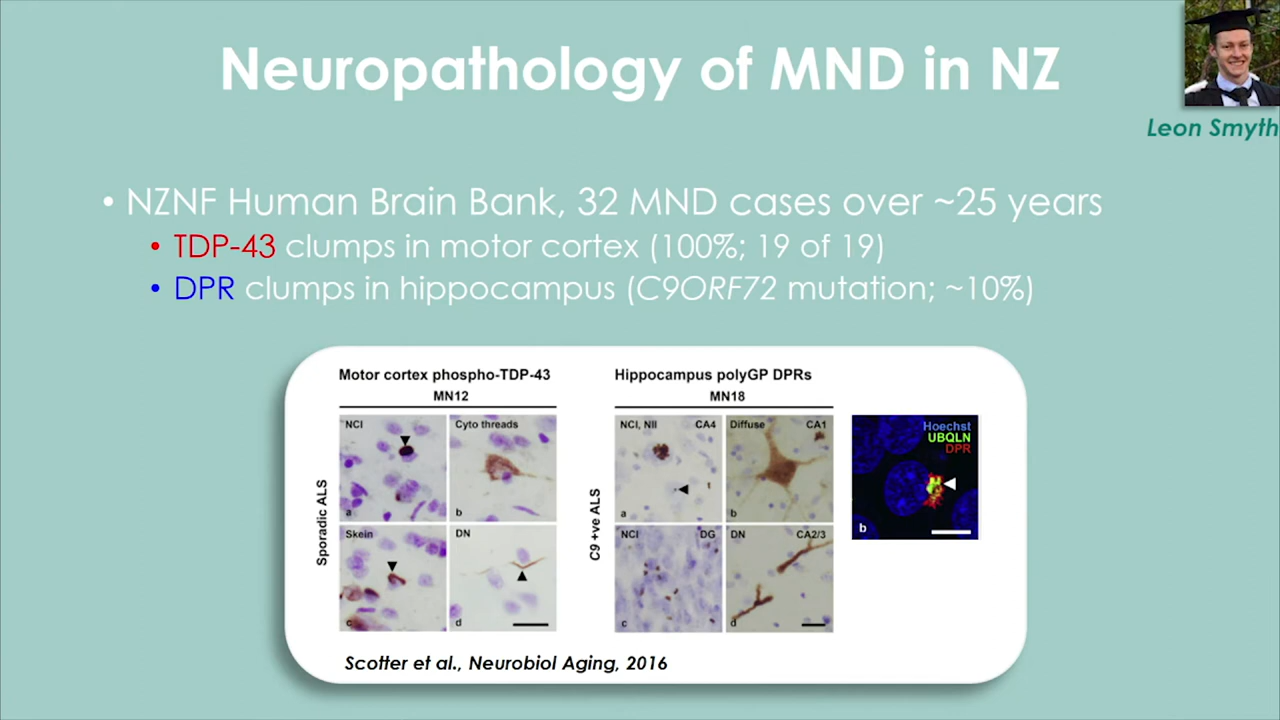 Neuropathology of MND in NZ
Leon Smyth
• NZNF Human Brain Bank, 32 MND cases over ~25 years
• TDP-43 clumps in motor cortex (100%; 19 of 19)
• DPR clumps in hippocampus (C9ORF72 mutation; ~10%)
Motor cortex phospho-TDP-43
MN12
Sporadic ALS
NCI
a
Cyto threads
b
Skein
c
DN
d
Hippocampus polyGP DPRs
MN18
C9 +ve ALS
NCI, NII CA4
a
Diffuse CA1
b
NCI DG
c
DN CA2/3
d
Hoechst
UBQLN
DPR
b
Scotter et al., Neurobiol Aging, 2016